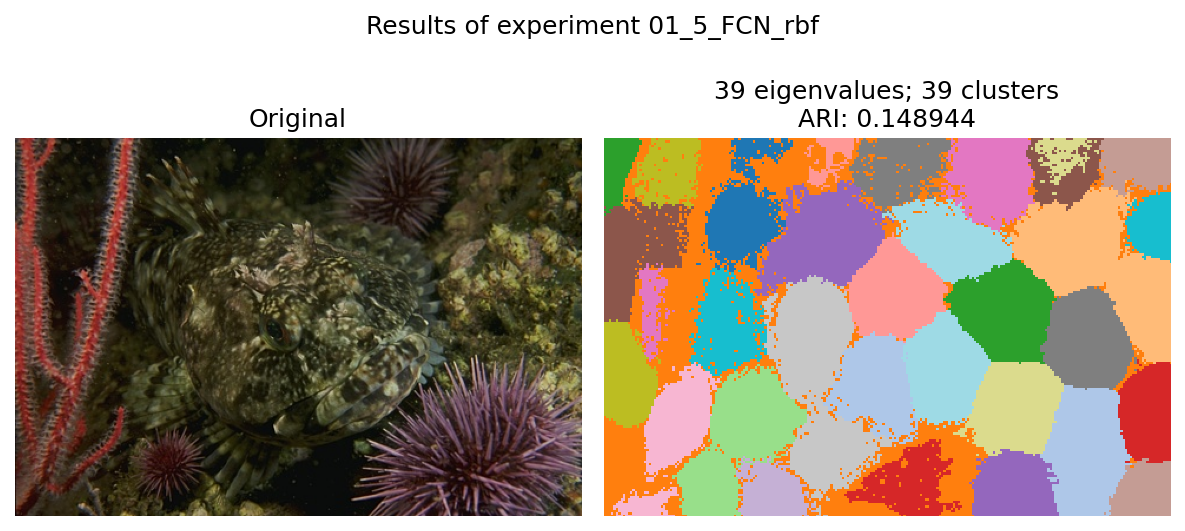 Results of experiment 01_5_FCN_rbf
Original
39 eigenvalues; 39 clusters
ARI: 0.148944